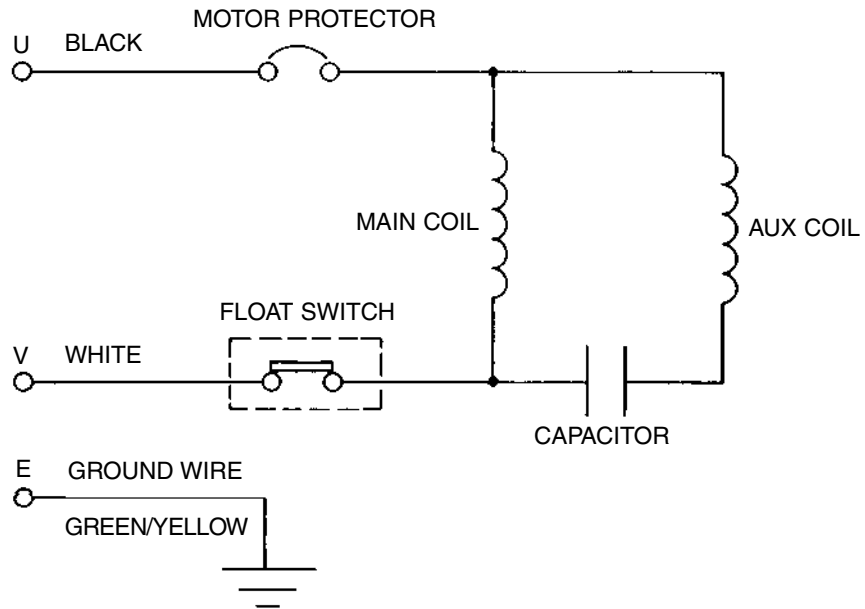 MOTOR PROTECTOR
U BLACK
MAIN COIL
AUX COIL
FLOAT SWITCH
V WHITE
CAPACITOR
E GROUND WIRE
GREEN/YELLOW